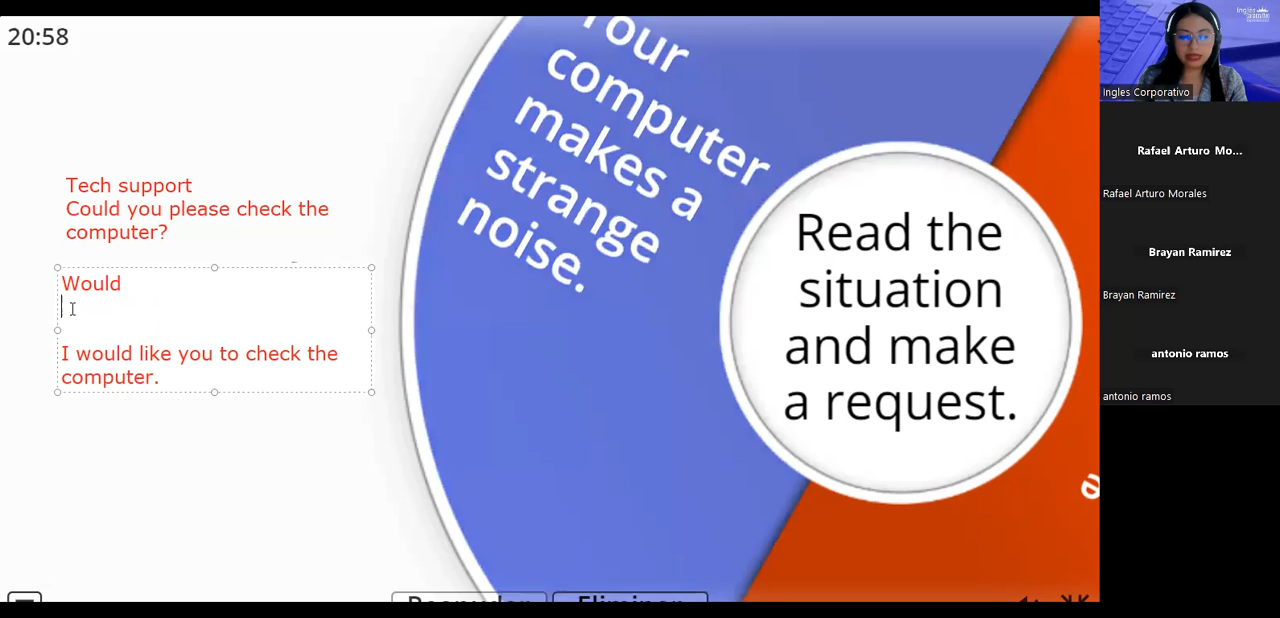 20:58
Tech support
Could you please check the
computer?
Would
I would like you to check the
computer.
Your
computer
makes a
strange
noise.
Read the
situation
and make
a request.
Eliminar
Ingles Corporativo
Rafael Arturo Mo...
Rafael Arturo Morales
Brayan Ramirez
Brayan Ramirez
antonio ramos
antonio ramos